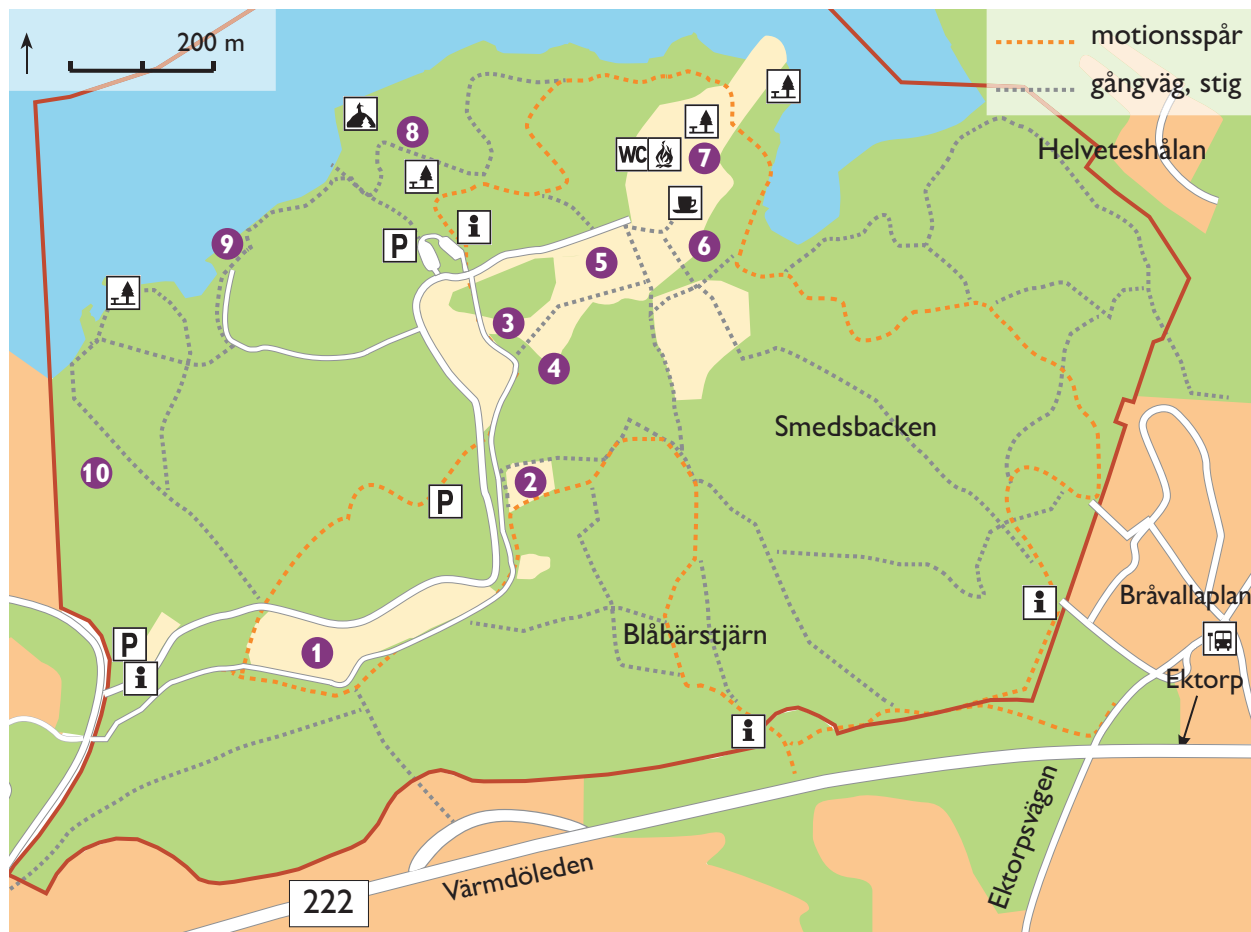 200 m
motionsspår
gångväg, stig
8
Helveteshålan
WC
7
i
P
9
6
5
3
4
Smedsbacken
10
2
P
i
Bråvallaplan
P
1
Blåbärstjärn
i
Ektorp
i
Ektorpsvägen
Värmdöleden
222